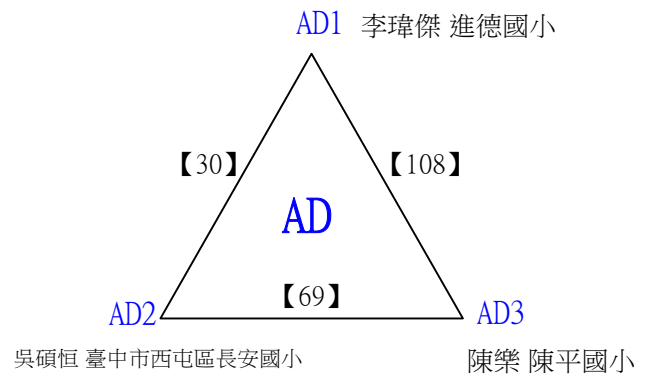 AD1 李瑋傑 進德國小
【30】 【108】
AD
【69】
AD2 AD3
吳碩恒 臺中市西屯區長安國小 陳樂 陳平國小